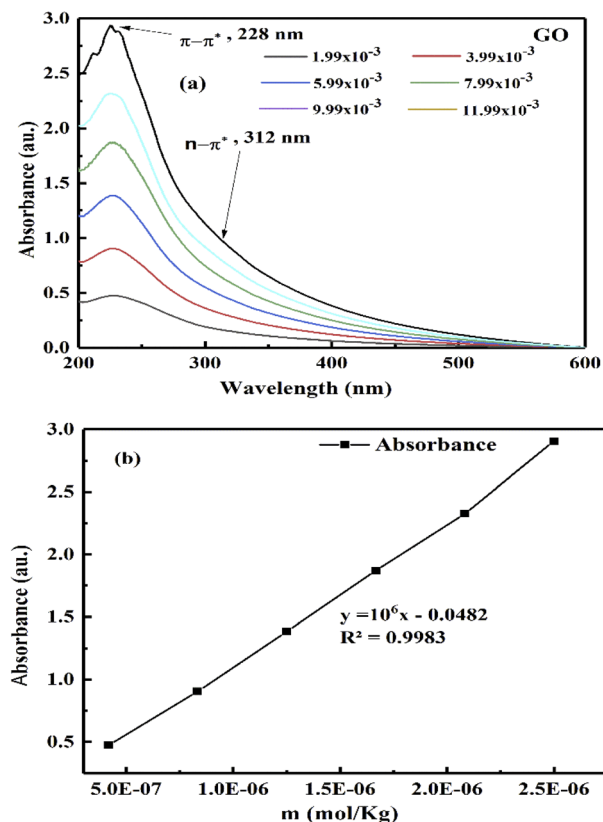 3.0
2.5
2.0
1.5
1.0
0.5
0.0
Absorbance (au.)
π−π*, 228 nm
GO
(a)
1.99x10⁻³ 3.99x10⁻³
5.99x10⁻³ 7.99x10⁻³
9.99x10⁻³ 11.99x10⁻³
n−π*, 312 nm
200 300 400 500 600
Wavelength (nm)
3.0
2.5
2.0
1.5
1.0
0.5
Absorbance (au.)
(b)
Absorbance
y =10⁶x - 0.0482
R² = 0.9983
5.0E-07 1.0E-06 1.5E-06 2.0E-06 2.5E-06
m (mol/Kg)